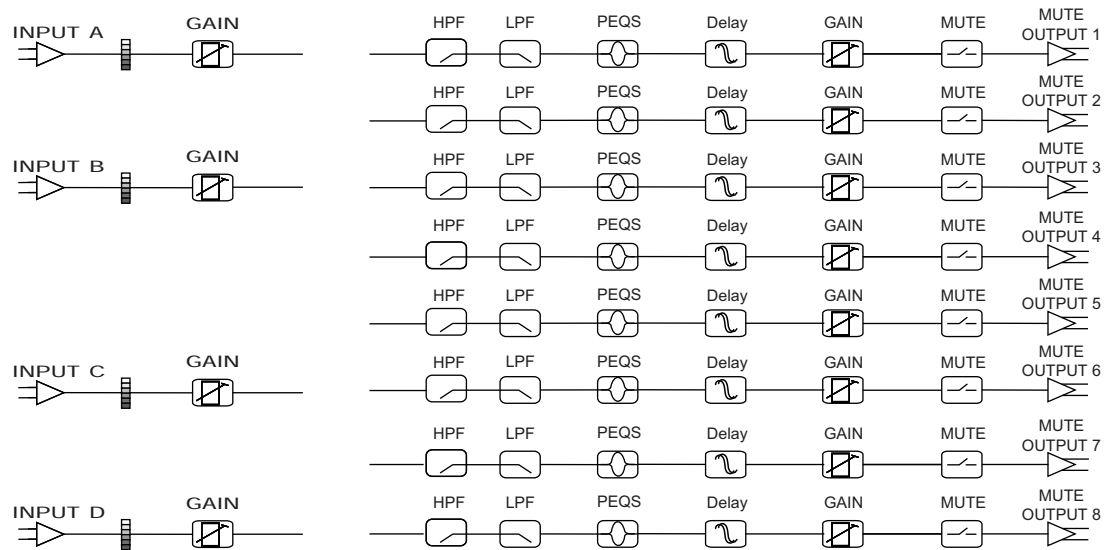 INPUT A GAIN HPF LPF PEQS Delay GAIN MUTE MUTE
OUTPUT 1
HPF LPF PEQS Delay GAIN MUTE MUTE
OUTPUT 2
INPUT B GAIN HPF LPF PEQS Delay GAIN MUTE MUTE
OUTPUT 3
HPF LPF PEQS Delay GAIN MUTE MUTE
OUTPUT 4
HPF LPF PEQS Delay GAIN MUTE MUTE
OUTPUT 5
INPUT C GAIN HPF LPF PEQS Delay GAIN MUTE MUTE
OUTPUT 6
HPF LPF PEQS Delay GAIN MUTE MUTE
OUTPUT 7
INPUT D GAIN HPF LPF PEQS Delay GAIN MUTE MUTE
OUTPUT 8